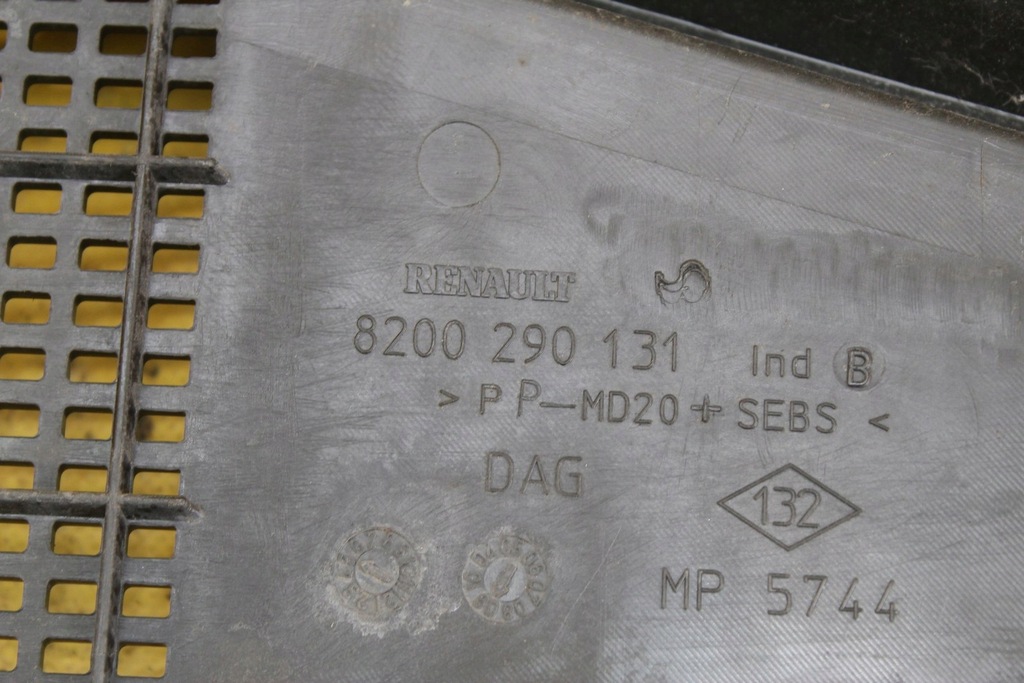 RENAULT
8200 290 131 Ind B
> PP-MD20 + SEBS <
DAG
132
MP 5744